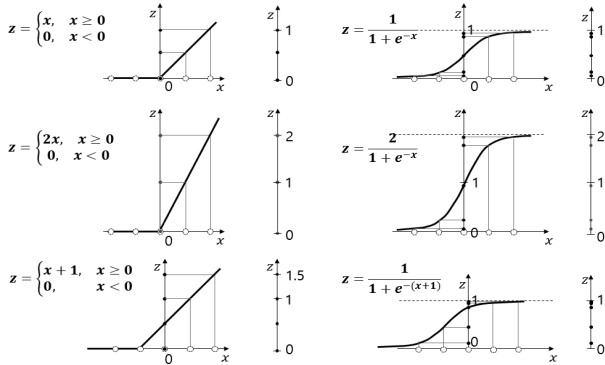 z = {x, x ≥ 0
0, x < 0
z
0
x
z
1
0
z = 1 / (1 + e^{-x})
z
1
0
x
z
1
0
z = {2x, x ≥ 0
0, x < 0
z
0
x
z
2
1
0
z = 2 / (1 + e^{-x})
z
1
0
x
z
2
1
0
z = {x + 1, x ≥ 0
0, x < 0
z
0
x
z
1.5
1
0
z = 1 / (1 + e^{-(x+1)})
z
1
0
x
z
1
0